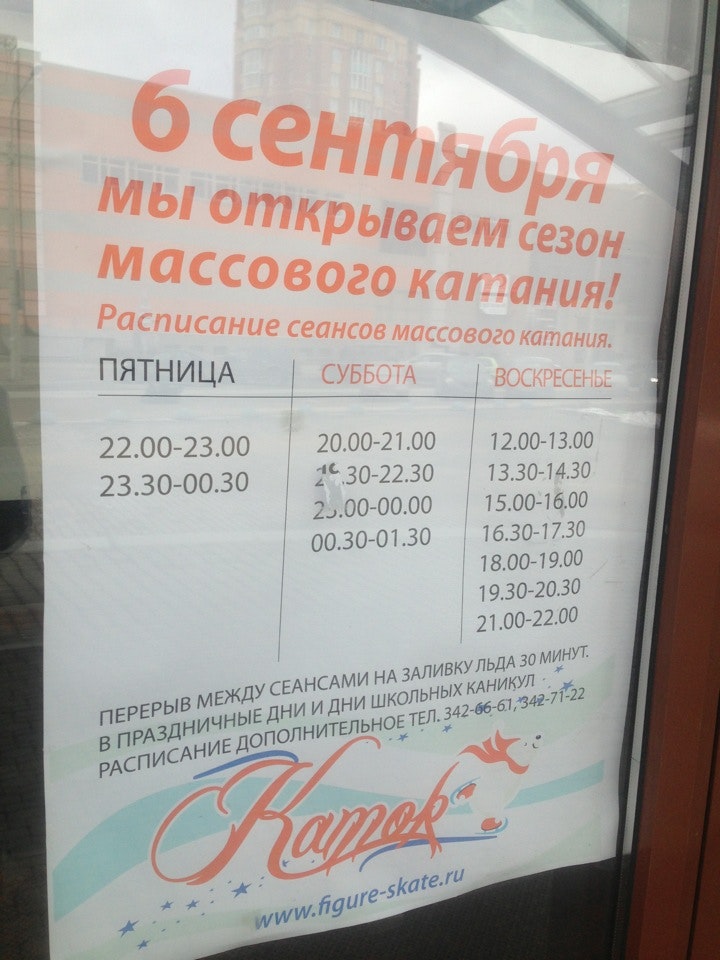 6 сентября
мы открываем сезон
массового катания!
Расписание сеансов массового катания.
ПЯТНИЦА СУББОТА ВОСКРЕСЕНЬЕ
22.00-23.00 20.00-21.00 12.00-13.00
23.30-00.30 13.30-14.30
23.00-00.00 15.00-16.00
00.30-01.30 16.30-17.30
18.00-19.00
19.30-20.30
21.00-22.00
ПЕРЕРЫВ МЕЖДУ СЕАНСАМИ НА ЗАЛИВКУ ЛЬДА 30 МИНУТ.
В ПРАЗДНИЧНЫЕ ДНИ И ДНИ ШКОЛЬНЫХ КАНИКУЛ
РАСПИСАНИЕ ДОПОЛНИТЕЛЬНОЕ ТЕЛ. 342-66-61, 342-71-22
Каток
www.figure-skate.ru